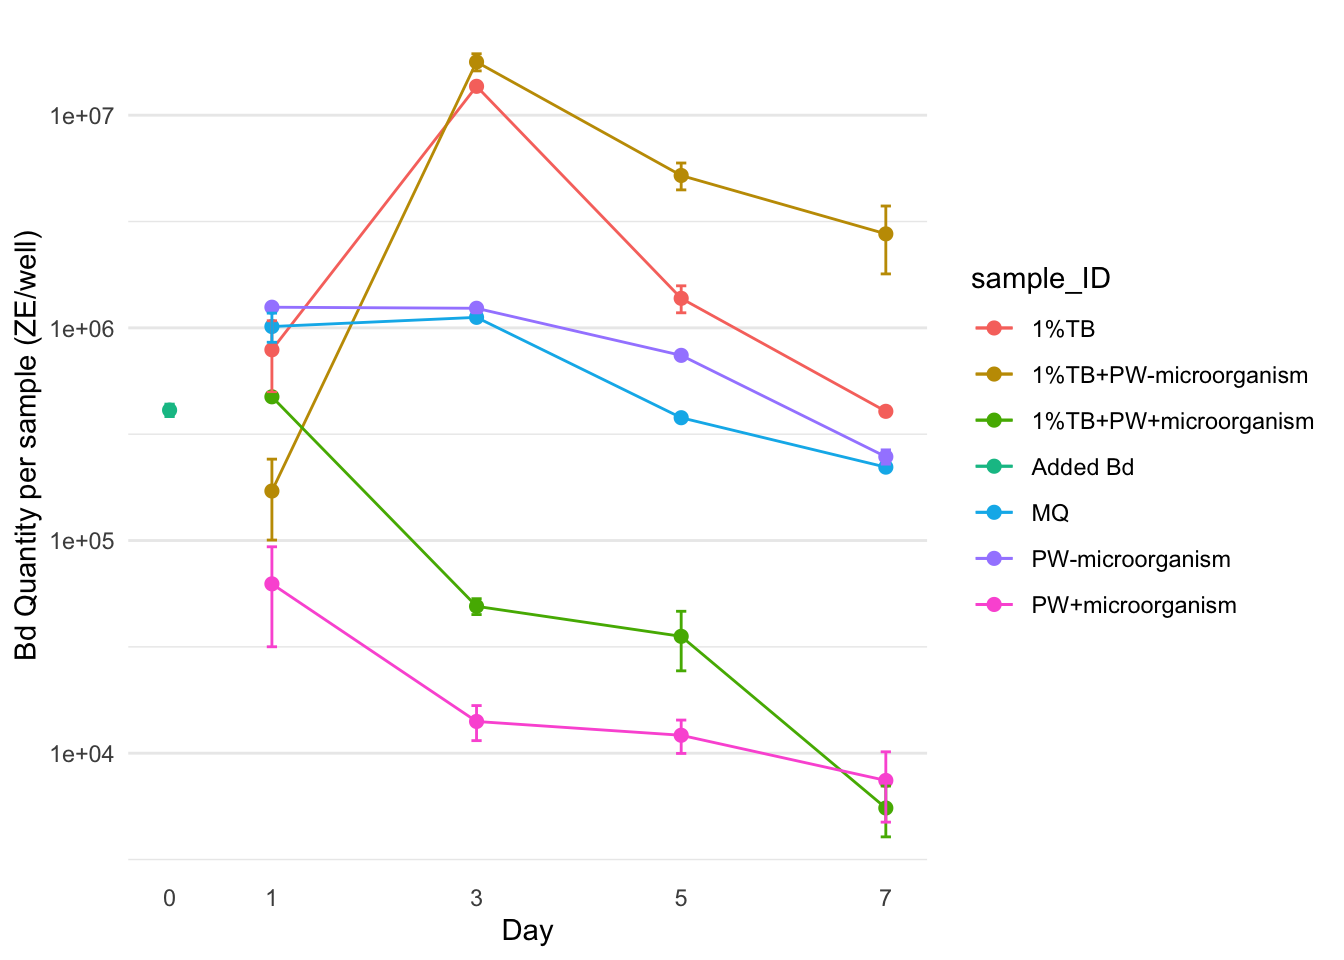 Bd Quantity per sample (ZE/well)
1e+07
1e+06
1e+05
1e+04
0 1 3 5 7
Day
sample_ID
1%TB
1%TB+PW-microorganism
1%TB+PW+microorganism
Added Bd
MQ
PW-microorganism
PW+microorganism